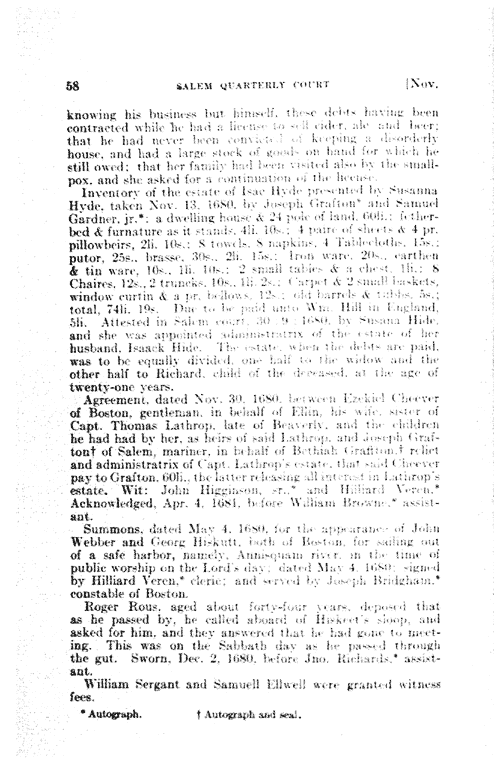 58 SALEM QUARTERLY COURT [Nov.
knowing his business but himself, these debts having been
contracted while he had a license to sell cider, ale and beer;
that he had never been convicted of keeping a disorderly
house, and had a large stock of goods on hand for which he
still owed; that her family had been visited also by the small-
pox, and she asked for a continuation of the license.
Inventory of the estate of Isac Hyde presented by Susanna
Hyde, taken Nov. 13, 1680, by Joseph Grafton* and Samuel
Gardner, jr.*: a dwelling house & 24 pole of land, 60li.; fether-
bed & furnature as it stands, 4li. 10s.; 4 paire of sheets & 4 pr.
pillowbeirs, 2li. 10s.; 8 towels, 8 napkins, 4 Tablecloths, 15s.;
putor, 25s., brasse, 30s., 2li. 15s.; Iron ware, 20s., earthen
& tin ware, 10s., 1li. 10s.; 2 small tables & a chest, 1li.; 8
Chaires, 12s., 2 truncks, 10s., 1li. 2s.; Carpet & 2 small baskets,
window curtin & a pr. bellows, 12s.; old barrels & tubbs, 5s.;
total, 74li. 19s. Due to be paid unto Wm. Hill in England,
5li. Attested in Salem court, 30 : 9 : 1680, by Susana Hide,
and she was appointed administratrix of the estate of her
husband, Isaack Hide. The estate, when the debts are paid,
was to be equally divided, one half to the widow and the
other half to Richard, child of the deceased, at the age of
twenty-one years.
Agreement, dated Nov. 30, 1680, between Ezekiel Cheever
of Boston, gentleman, in behalf of Ellin, his wife, sister of
Capt. Thomas Lathrop, late of Beaverly, and the children
he had had by her, as heirs of said Lathrop, and Joseph Graf-
ton† of Salem, mariner, in behalf of Bethiah Graftton,† relict
and administratrix of Capt. Lathrop's estate, that said Cheever
pay to Grafton, 60li., the latter releasing all interest in Lathrop's
estate. Wit: John Higginson, sr.,* and Hilliard Veren.*
Acknowledged, Apr. 4, 1681, before William Browne,* assist-
ant.
Summons, dated May 4, 1680, for the appearance of John
Webber and Georg Hiskutt, both of Boston, for sailing out
of a safe harbor, namely, Annisquam river, in the time of
public worship on the Lord's day; dated May 4, 1680; signed
by Hilliard Veren,* cleric; and served by Joseph Bridgham,*
constable of Boston.
Roger Rous, aged about forty-four years, deposed that
as he passed by, he called aboard of Hiskeet's sloop, and
asked for him, and they answered that he had gone to meet-
ing. This was on the Sabbath day as he passed through
the gut. Sworn, Dec. 2, 1680, before Jno. Richards,* assist-
ant.
William Sergant and Samuell Ellwell were granted witness
fees.
* Autograph. † Autograph and seal.